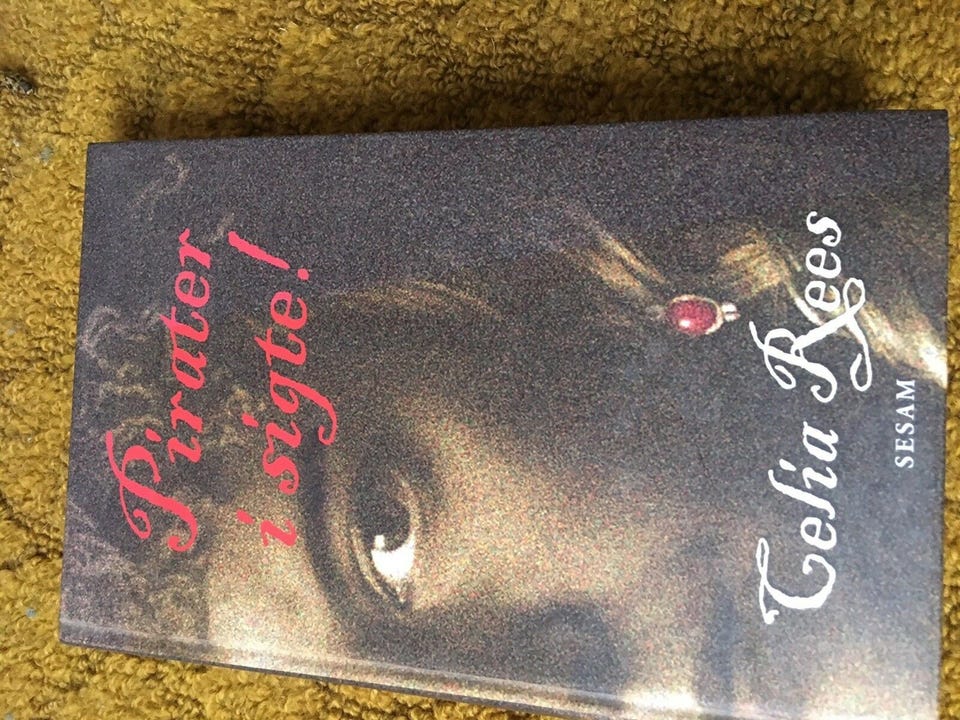 Pirater
i sigte!
Celia Rees
SESAM